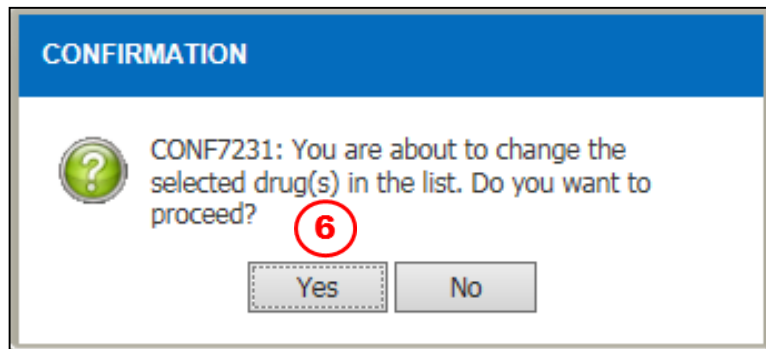 CONFIRMATION
CONF7231: You are about to change the
selected drug(s) in the list. Do you want to
proceed?
6
Yes No